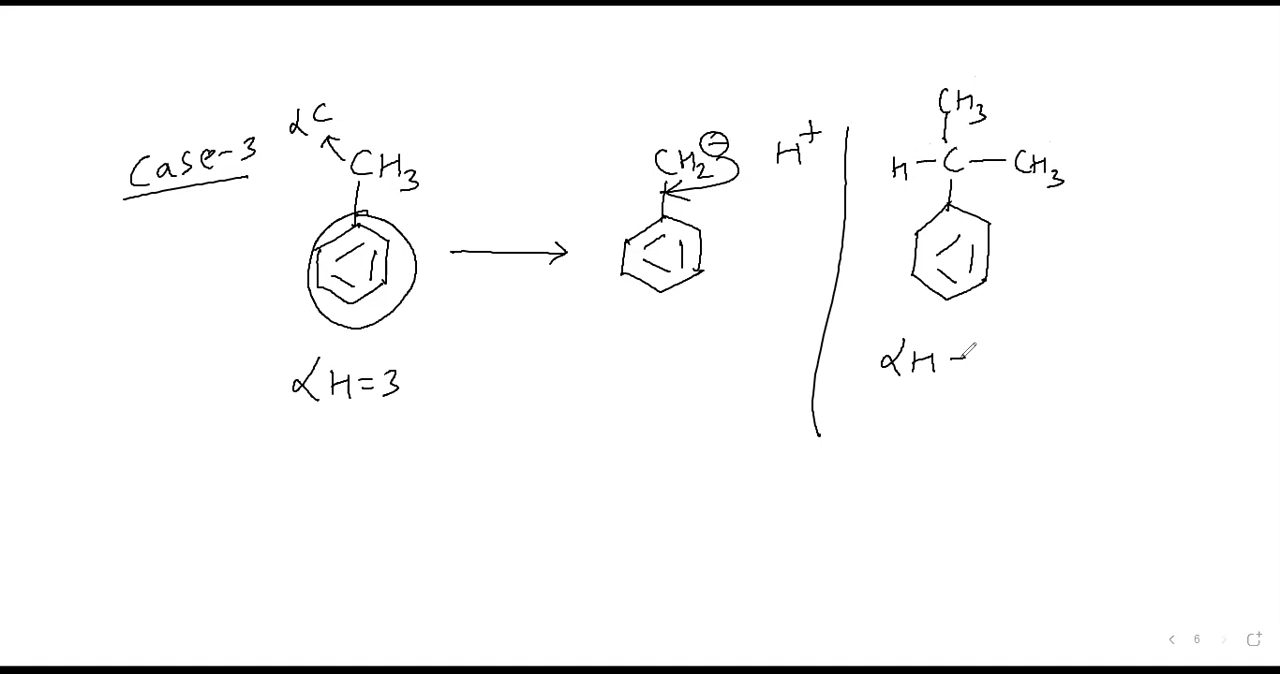 Case-3
αC
CH3
αH=3
CH2⊖
H+
CH3
H-C-CH3
αH -
6